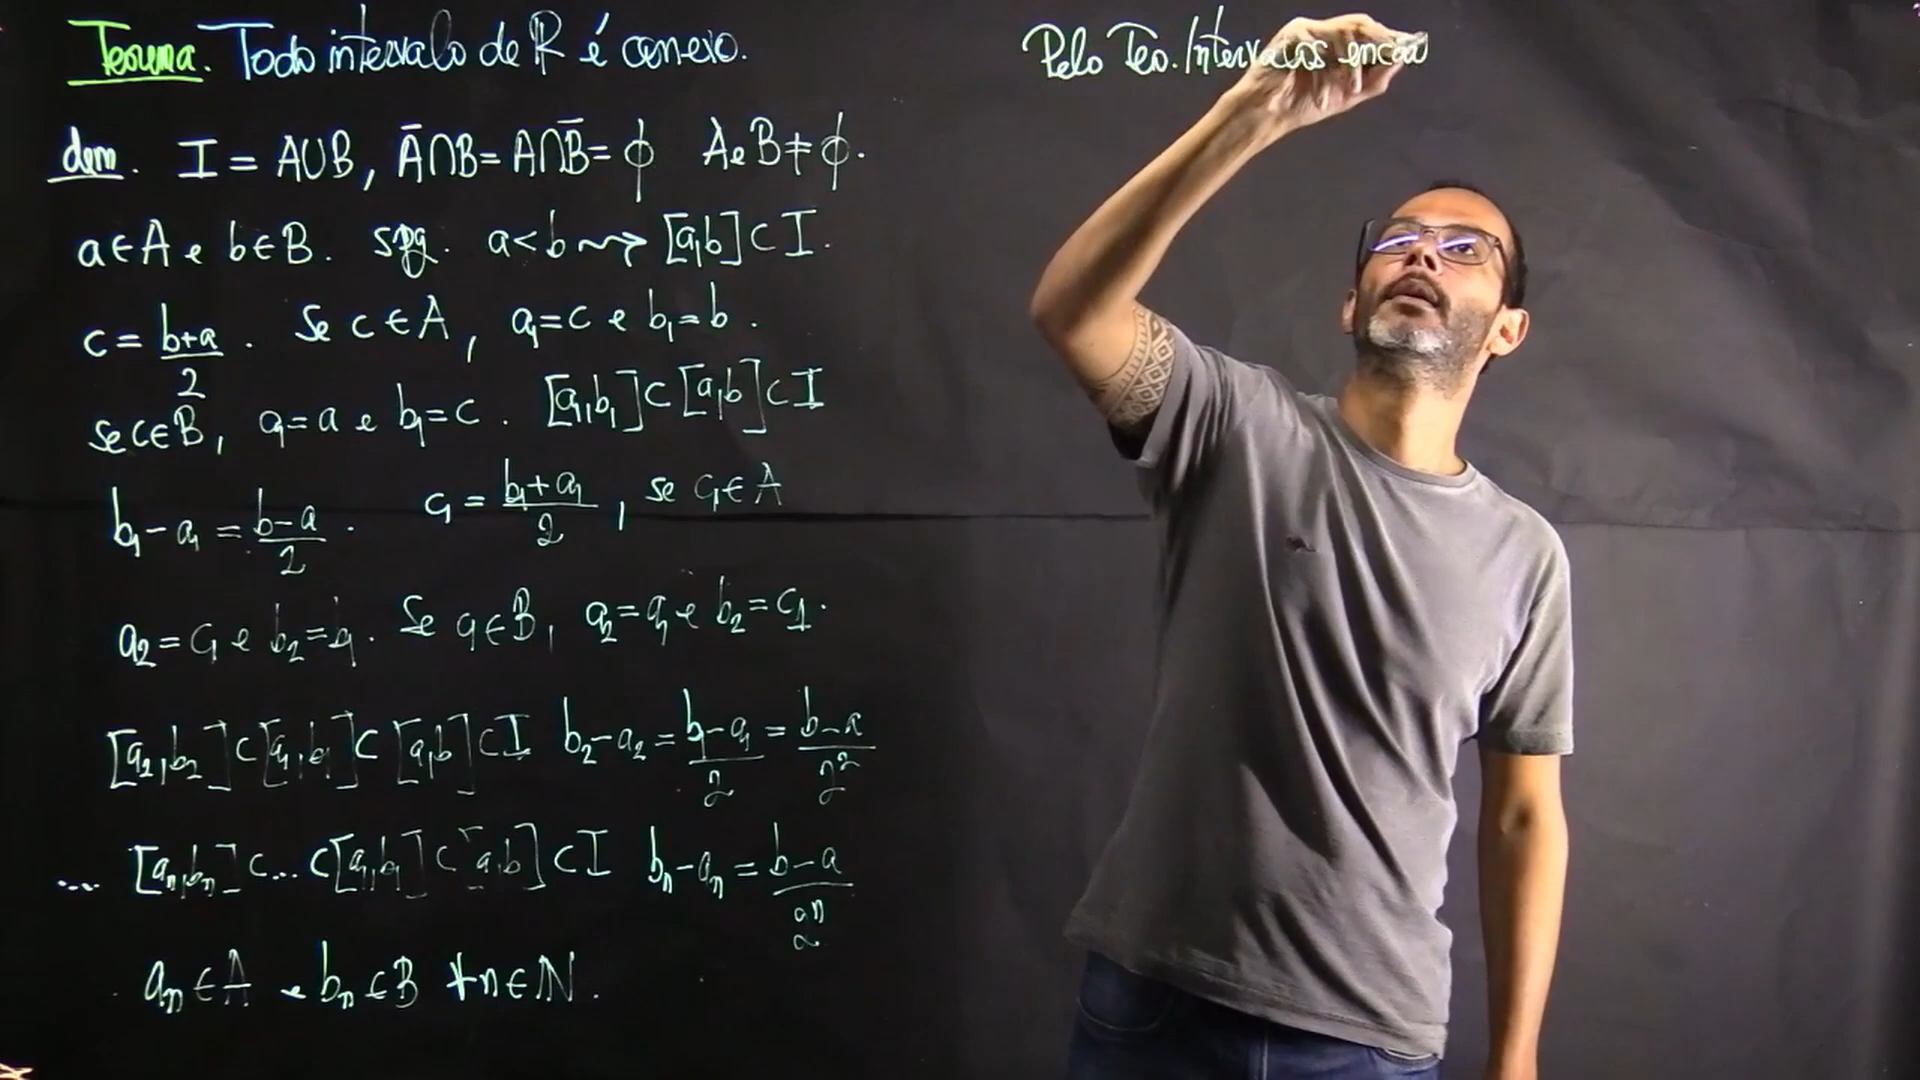 Teorema. Todo intervalo de ℝ é conexo.
dem. I = A∪B, Ā∩B = A∩B̄ = ϕ A e B ≠ ϕ.
a∈A e b∈B. spg. a<b ⇝ [a,b]⊂I.
c = (b+a)/2. Se c∈A, a₁=c e b₁=b.
se c∈B, a₁=a e b₁=c. [a₁,b₁]⊂[a,b]⊂I
b₁-a₁ = (b-a)/2. c₁ = (b₁+a₁)/2, se c₁∈A
a₂=c₁ e b₂=b₁. Se c₁∈B, a₂=a₁ e b₂=c₁.
[a₂,b₂]⊂[a₁,b₁]⊂[a,b]⊂I b₂-a₂ = (b₁-a₁)/2 = (b-a)/2²
... [aₙ,bₙ]⊂...⊂[a₁,b₁]⊂[a,b]⊂I bₙ-aₙ = (b-a)/2ⁿ
aₙ∈A e bₙ∈B ∀n∈ℕ.
Pelo Teo. Intervalos encai